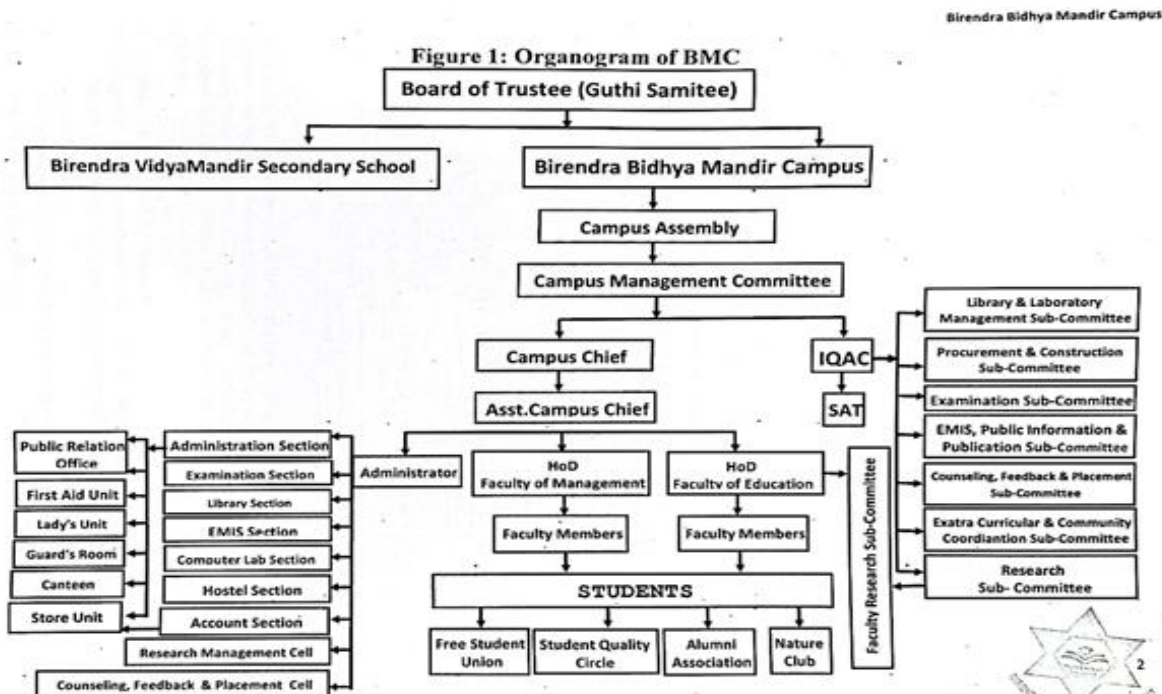 Birendra Bidhya Mandir Campus
Figure 1: Organogram of BMC
Board of Trustee (Guthi Samitee)
Birendra VidyaMandir Secondary School
Birendra Bidhya Mandir Campus
Campus Assembly
Campus Management Committee
Campus Chief
IQAC
Asst.Campus Chief
SAT
Library & Laboratory
Management Sub-Committee
Procurement & Construction
Sub-Committee
Examination Sub-Committee
EMIS, Public Information &
Publication Sub-Committee
Counseling, Feedback & Placement
Sub-Committee
Exatra Curricular & Community
Coordiantion Sub-Committee
Research
Sub- Committee
Faculty Research Sub-Committee
Administrator
HoD
Faculty of Management
HoD
Faculty of Education
Faculty Members
Faculty Members
STUDENTS
Free Student
Union
Student Quality
Circle
Alumni
Association
Nature
Club
Administration Section
Examination Section
Library Section
EMIS Section
Computer Lab Section
Hostel Section
Account Section
Research Management Cell
Counseling, Feedback & Placement Cell
Public Relation
Office
First Aid Unit
Lady's Unit
Guard's Room
Canteen
Store Unit
2